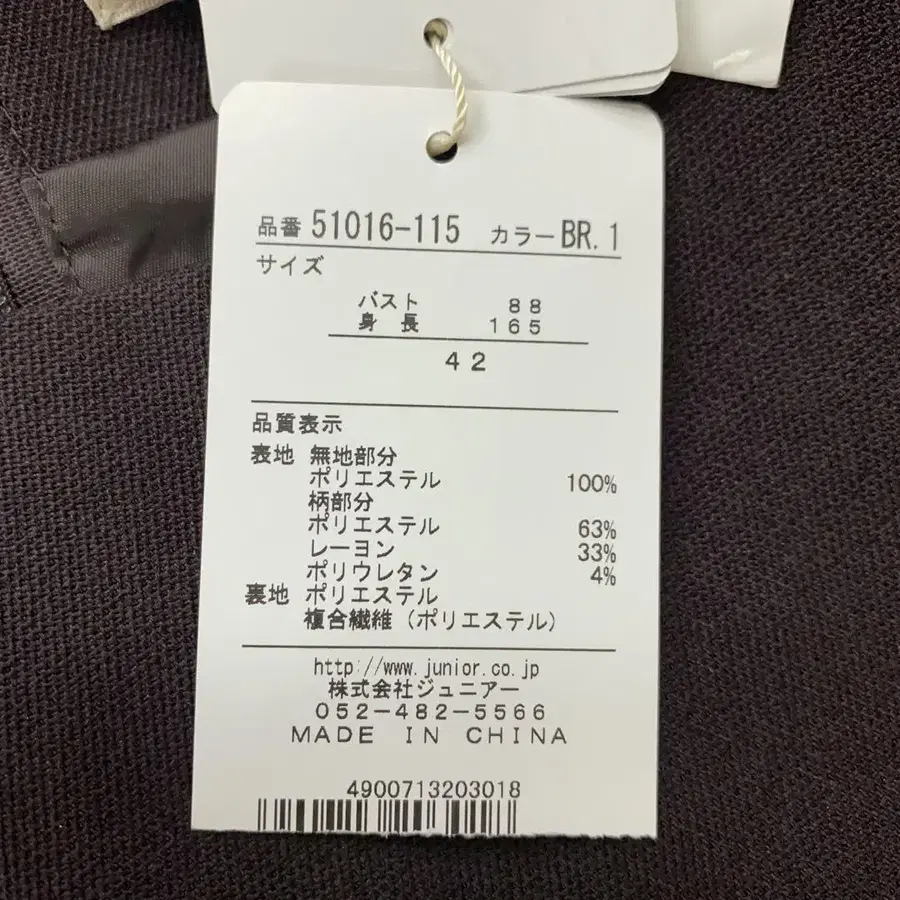 品番 51016-115 カラー BR.1
サイズ
バスト 88
身長 165
42
品質表示
表地 無地部分
ポリエステル 100%
柄部分
ポリエステル 63%
レーヨン 33%
ポリウレタン 4%
裏地 ポリエステル
複合繊維（ポリエステル）
http://www.junior.co.jp
株式会社ジュニアー
052-482-5566
MADE IN CHINA
4900713203018